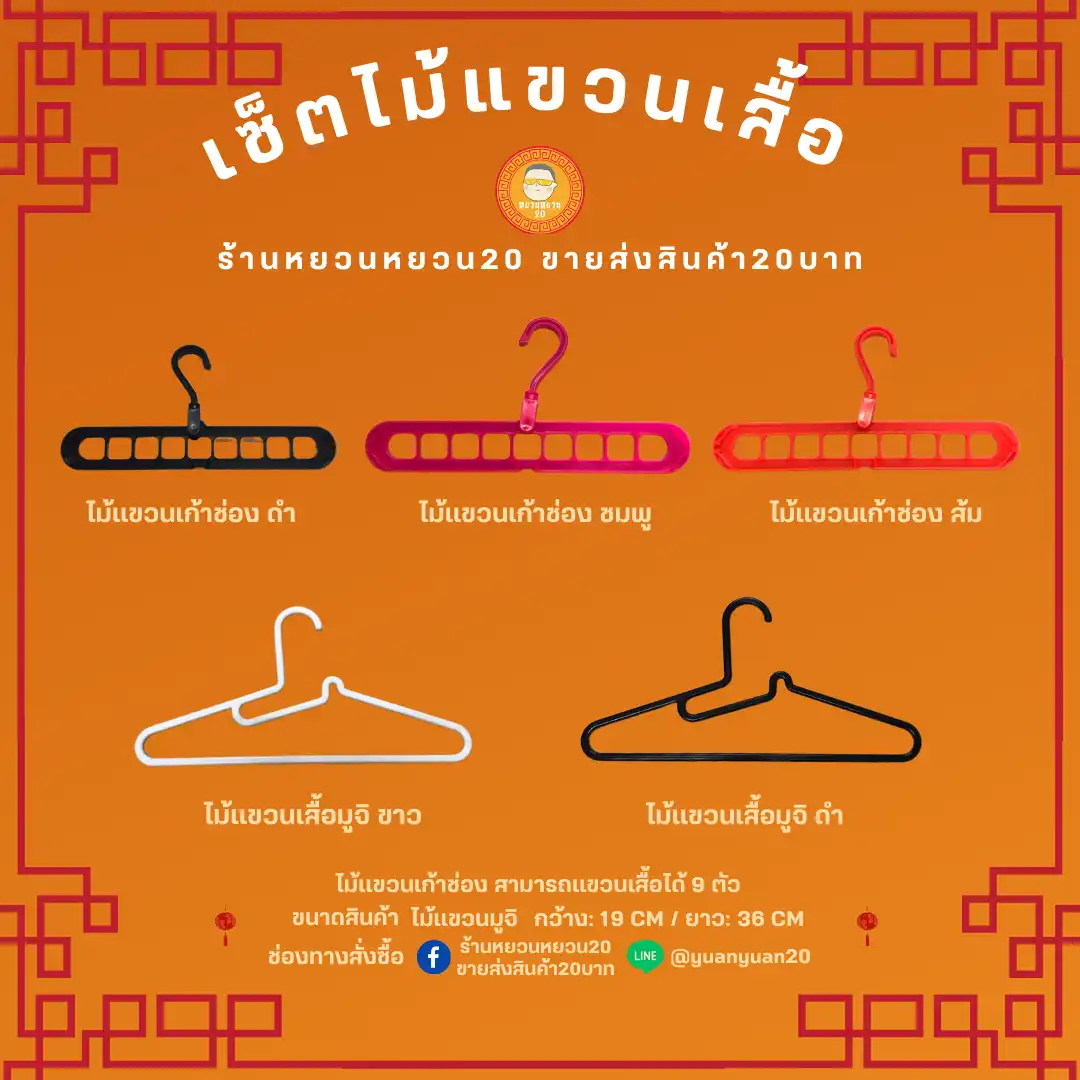 เซ็ตไม้แขวนเสื้อ
หยวนหยวน
20
ร้านหยวนหยวน20 ขายส่งสินค้า20บาท
ไม้แขวนเก้าช่อง ดำ
ไม้แขวนเก้าช่อง ชมพู
ไม้แขวนเก้าช่อง ส้ม
ไม้แขวนเสื้อมูจิ ขาว
ไม้แขวนเสื้อมูจิ ดำ
ไม้แขวนเก้าช่อง สามารถแขวนเสื้อได้ 9 ตัว
ขนาดสินค้า ไม้แขวนมูจิ กว้าง: 19 CM / ยาว: 36 CM
ช่องทางสั่งซื้อ
ร้านหยวนหยวน20
ขายส่งสินค้า20บาท
LINE @yuanyuan20